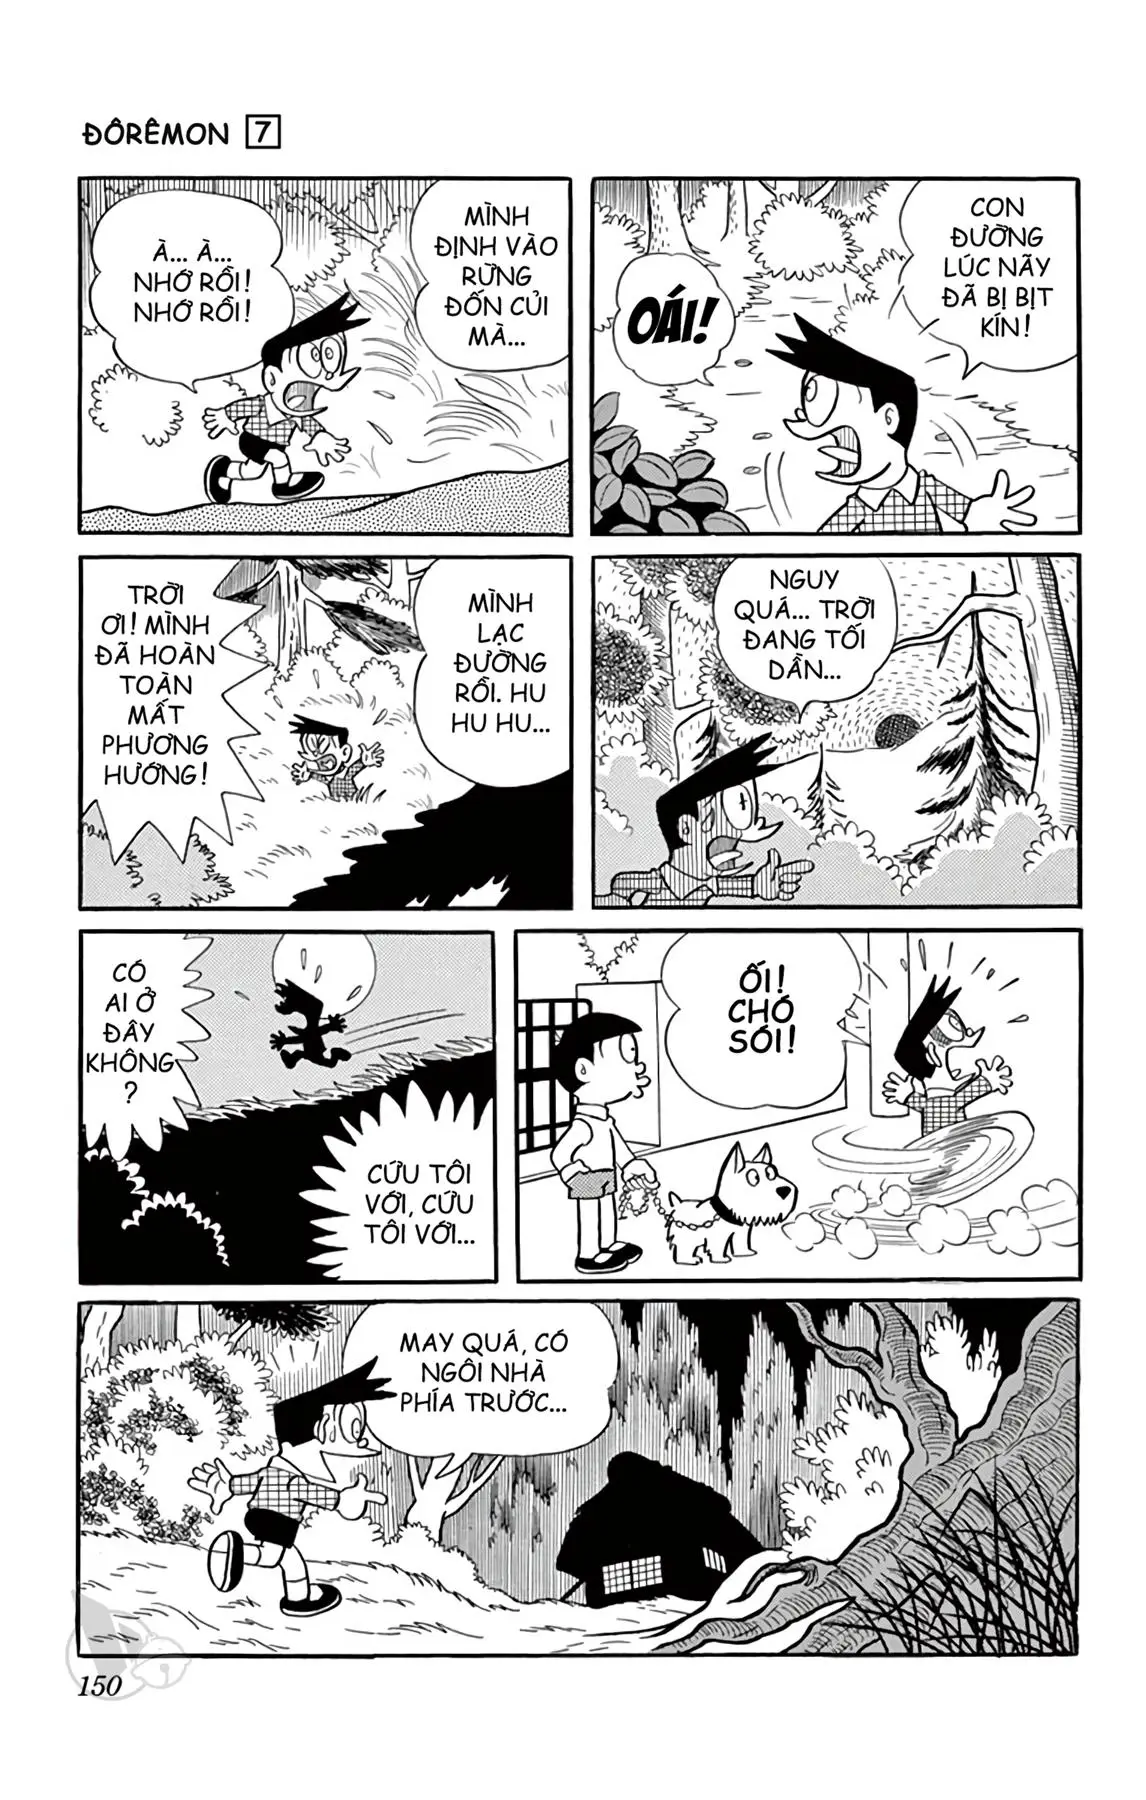 ĐÔRÊMON 7
À... À...
NHỚ RỒI!
NHỚ RỒI!
MÌNH
ĐỊNH VÀO
RỪNG
ĐỐN CỦI
MÀ...
OÁI!
CON
ĐƯỜNG
LÚC NÃY
ĐÃ BỊ BỊT
KÍN!
TRỜI
ƠI! MÌNH
ĐÃ HOÀN
TOÀN
MẤT
PHƯƠNG
HƯỚNG!
MÌNH
LẠC
ĐƯỜNG
RỒI. HU
HU HU...
NGUY
QUÁ... TRỜI
ĐANG TỐI
DẦN...
CÓ
AI Ở
ĐÂY
KHÔNG
?
CỨU TÔI
VỚI, CỨU
TÔI VỚI...
ỐI!
CHÓ
SÓI!
MAY QUÁ, CÓ
NGÔI NHÀ
PHÍA TRƯỚC...
150